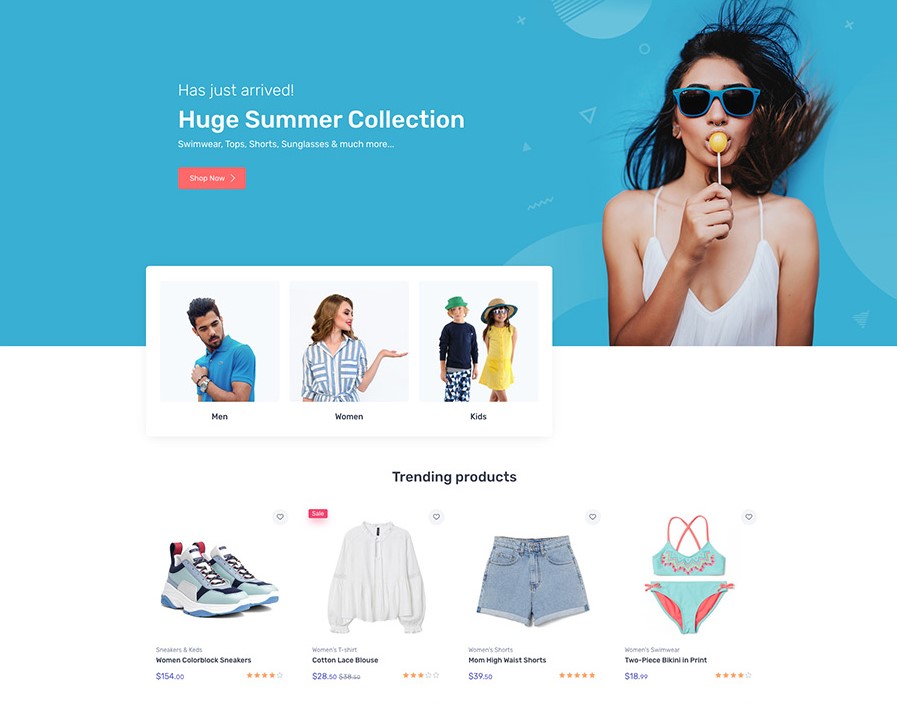 Has just arrived!
Huge Summer Collection
Swimwear, Tops, Shorts, Sunglasses & much more...
Shop Now
Men
Women
Kids
Trending products
Sale
Sneakers & Keds
Women Colorblock Sneakers
$154.00
Women's T-shirt
Cotton Lace Blouse
$28.50 $38.40
Women's Shorts
Mom High Waist Shorts
$39.50
Women's Swimwear
Two-Piece Bikini in Print
$18.99